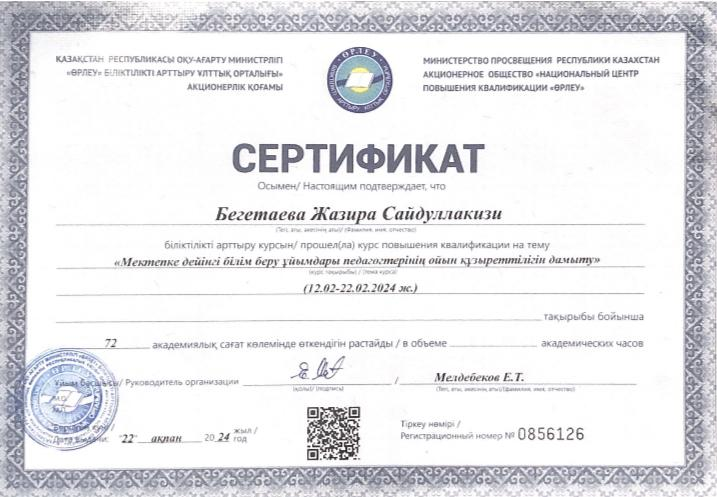 ҚАЗАҚСТАН РЕСПУБЛИКАСЫ ОҚУ-АҒАРТУ МИНИСТРЛІГІ
«ӨРЛЕУ» БІЛІКТІЛІКТІ АРТТЫРУ ҰЛТТЫҚ ОРТАЛЫҒЫ»
АКЦИОНЕРЛІК ҚОҒАМЫ
ӨРЛЕУ
МИНИСТЕРСТВО ПРОСВЕЩЕНИЯ РЕСПУБЛИКИ КАЗАХСТАН
АКЦИОНЕРНОЕ ОБЩЕСТВО «НАЦИОНАЛЬНЫЙ ЦЕНТР
ПОВЫШЕНИЯ КВАЛИФИКАЦИИ «ӨРЛЕУ»
СЕРТИФИКАТ
Осымен/ Настоящим подтверждает, что
Бегетаева Жазира Сайдуллакизи
(Тегі, аты, әкесінің аты)/ (Фамилия, имя, отчество)
біліктілікті арттыру курсын/ прошел(ла) курс повышения квалификации на тему
«Мектепке дейінгі білім беру ұйымдары педагогтерінің ойын құзыреттілігін дамыту»
(курс тақырыбы) / (тема курса)
(12.02-22.02.2024 ж.)
тақырыбы бойынша
72 академиялық сағат көлемінде өткендігін растайды / в объеме академических часов
Ұйым басшысы/ Руководитель организации / Мелдебеков Е.Т.
(қолы)/ (подпись) (Тегі, аты, әкесінің аты)/(Фамилия, имя, отчество)
М.О.
М.П.
Берілген күні /
Дата выдачи: "22" ақпан 20 24 жыл / год
Тіркеу нөмірі /
Регистрационный номер № 0856126